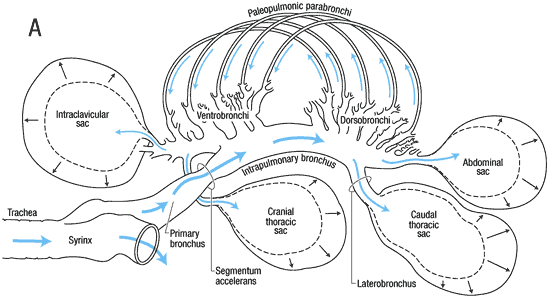 A
Paleopulmonic parabronchi
Intraclavicular
sac
Ventrobronchi
Dorsobronchi
Abdominal
sac
Intrapulmonary bronchus
Trachea
Syrinx
Primary
bronchus
Segmentum
accelerans
Cranial
thoracic
sac
Caudal
thoracic
sac
Laterobronchus